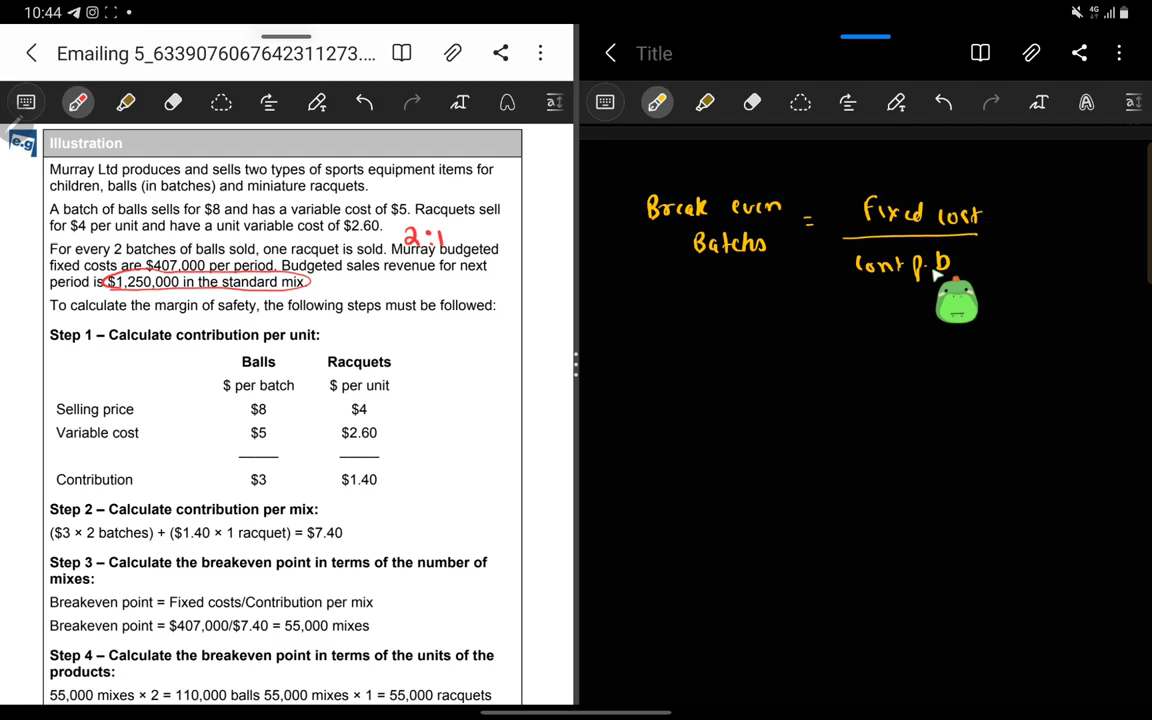 10:44
Emailing 5_6339076067642311273....
Title
4G
e.g
Illustration
Murray Ltd produces and sells two types of sports equipment items for
children, balls (in batches) and miniature racquets.
A batch of balls sells for $8 and has a variable cost of $5. Racquets sell
for $4 per unit and have a unit variable cost of $2.60.
2:1
For every 2 batches of balls sold, one racquet is sold. Murray budgeted
fixed costs are $407,000 per period. Budgeted sales revenue for next
period is $1,250,000 in the standard mix
To calculate the margin of safety, the following steps must be followed:
Step 1 – Calculate contribution per unit:
Balls Racquets
$ per batch $ per unit
Selling price $8 $4
Variable cost $5 $2.60
Contribution $3 $1.40
Step 2 – Calculate contribution per mix:
($3 × 2 batches) + ($1.40 × 1 racquet) = $7.40
Step 3 – Calculate the breakeven point in terms of the number of
mixes:
Breakeven point = Fixed costs/Contribution per mix
Breakeven point = $407,000/$7.40 = 55,000 mixes
Step 4 – Calculate the breakeven point in terms of the units of the
products:
55,000 mixes × 2 = 110,000 balls 55,000 mixes × 1 = 55,000 racquets
Break even
Batchs
=
Fixed cost
cont p.b